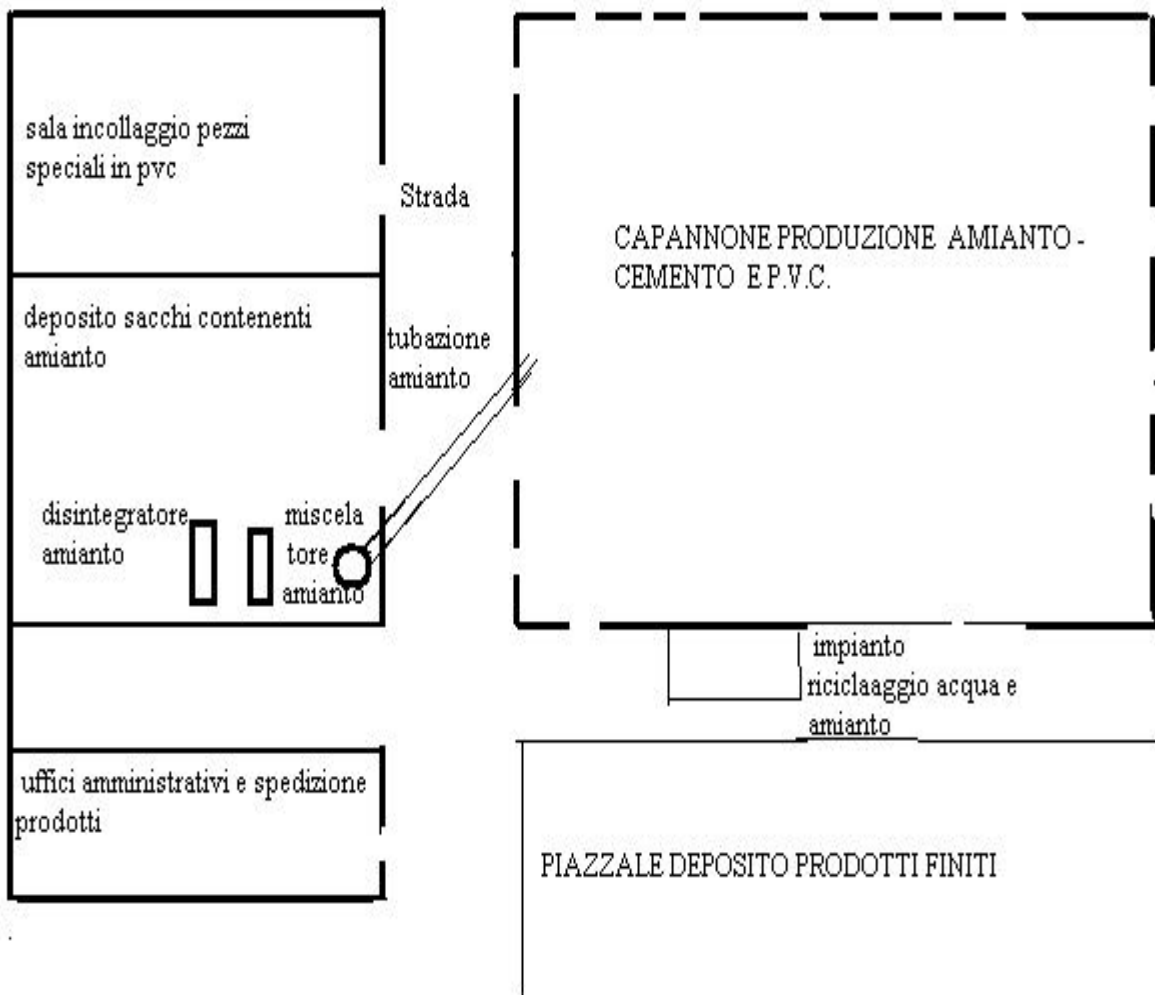 sala incollaggio pezzi
speciali in pvc
Strada
CAPANNONE PRODUZIONE AMIANTO -
CEMENTO E P.V.C.
deposito sacchi contenenti
amianto
tubazione
amianto
disintegratore
amianto
miscela
tore
amianto
impianto
riciclaaggio acqua e
amianto
uffici amministrativi e spedizione
prodotti
PIAZZALE DEPOSITO PRODOTTI FINITI